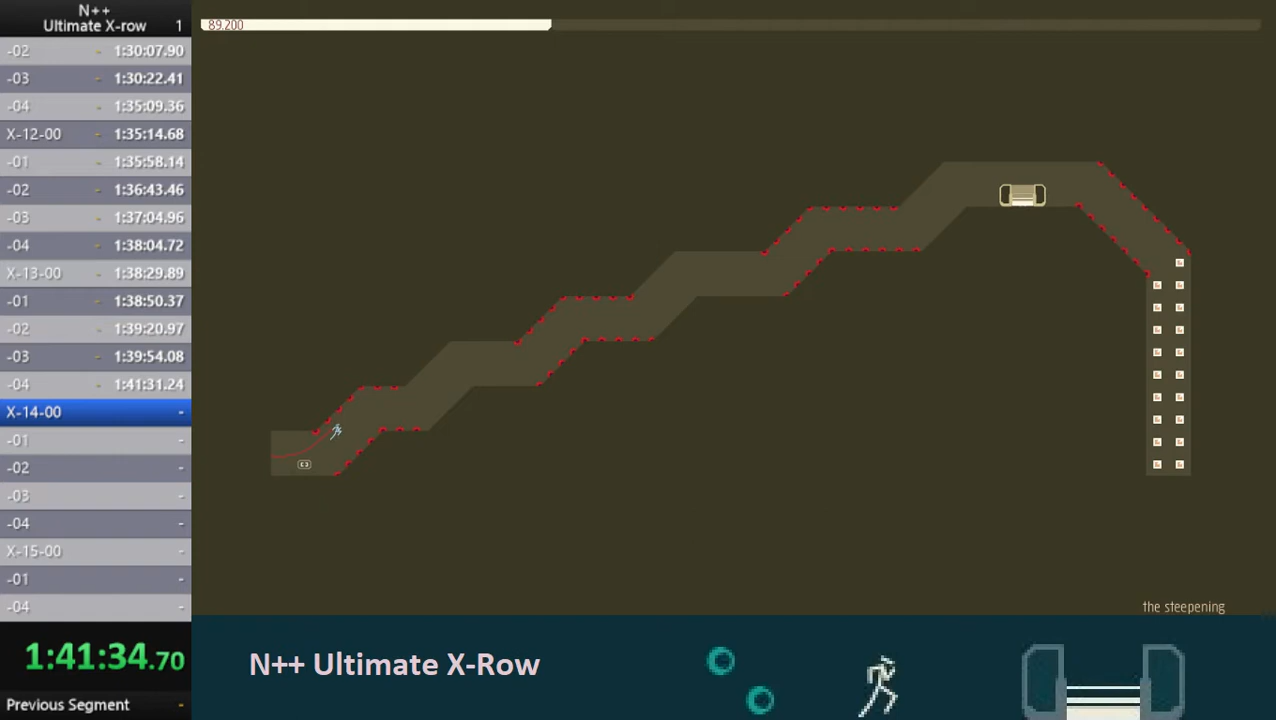 N++
Ultimate X-row 1
-02 - 1:30:07.90
-03 - 1:30:22.41
-04 - 1:35:09.36
X-12-00 - 1:35:14.68
-01 - 1:35:58.14
-02 - 1:36:43.46
-03 - 1:37:04.96
-04 - 1:38:04.72
X-13-00 - 1:38:29.89
-01 - 1:38:50.37
-02 - 1:39:20.97
-03 - 1:39:54.08
-04 - 1:41:31.24
X-14-00 -
-01 -
-02 -
-03 -
-04 -
X-15-00 -
-01 -
-04 -
1:41:34.70
Previous Segment -
89.200
the steepening
N++ Ultimate X-Row